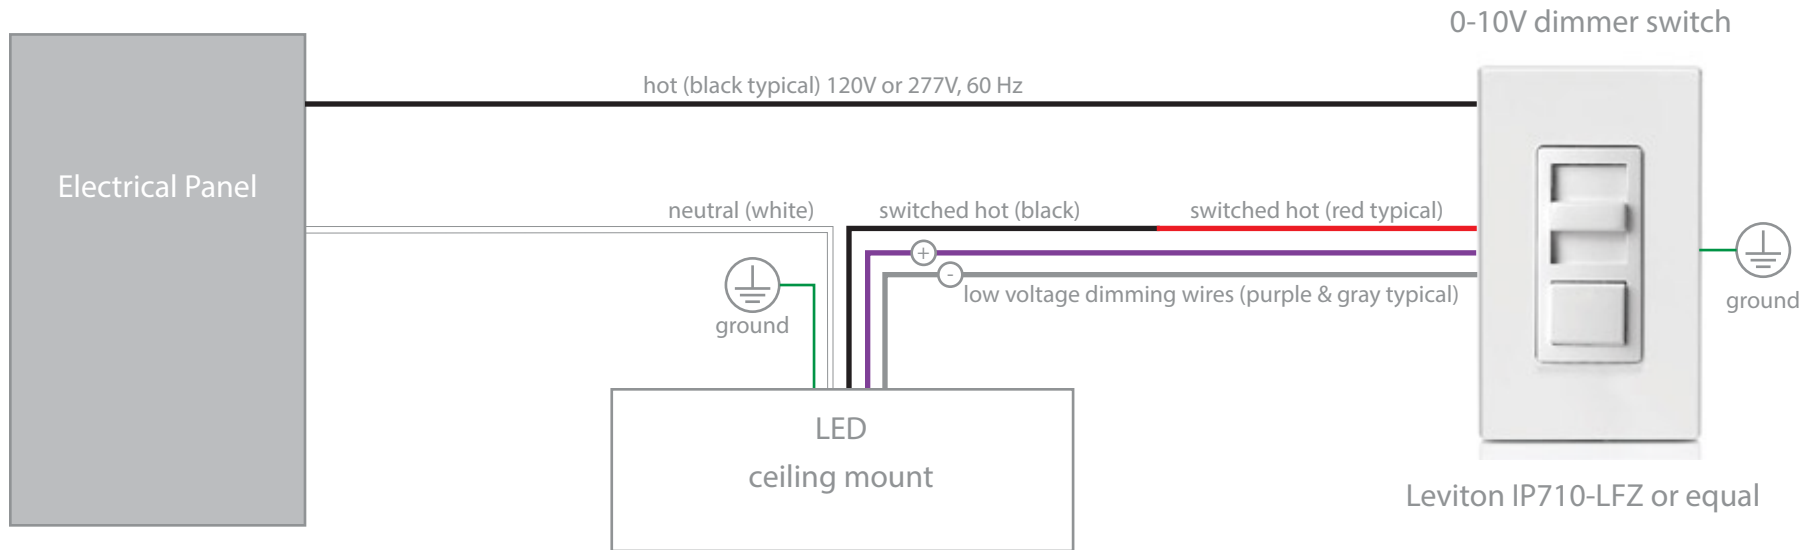 0-10V dimmer switch
hot (black typical) 120V or 277V, 60 Hz
Electrical Panel
neutral (white)
switched hot (black)
switched hot (red typical)
+
-
low voltage dimming wires (purple & gray typical)
ground
ground
LED
ceiling mount
Leviton IP710-LFZ or equal